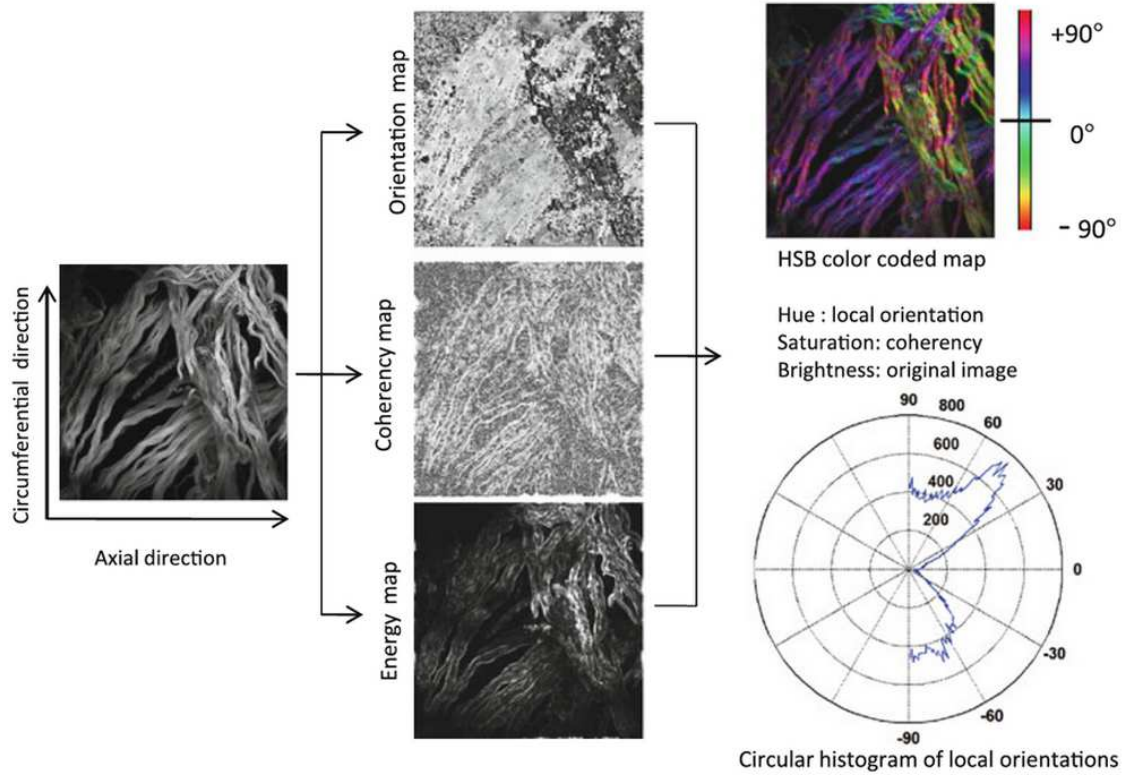 Circumferential direction
Axial direction
Orientation map
Coherency map
Energy map
+90°
0°
- 90°
HSB color coded map
Hue : local orientation
Saturation: coherency
Brightness: original image
90
800
60
600
400
30
200
0
-30
-60
-90
Circular histogram of local orientations